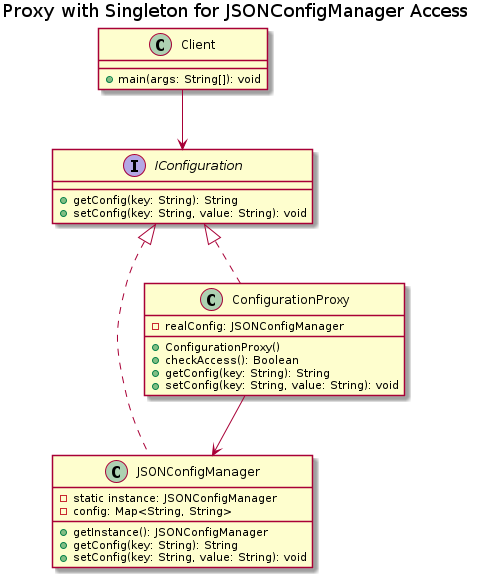 Proxy with Singleton for JSONConfigManager Access
C Client
main(args: String[]): void
I IConfiguration
getConfig(key: String): String
setConfig(key: String, value: String): void
C ConfigurationProxy
realConfig: JSONConfigManager
ConfigurationProxy()
checkAccess(): Boolean
getConfig(key: String): String
setConfig(key: String, value: String): void
C JSONConfigManager
static instance: JSONConfigManager
config: Map<String, String>
getInstance(): JSONConfigManager
getConfig(key: String): String
setConfig(key: String, value: String): void